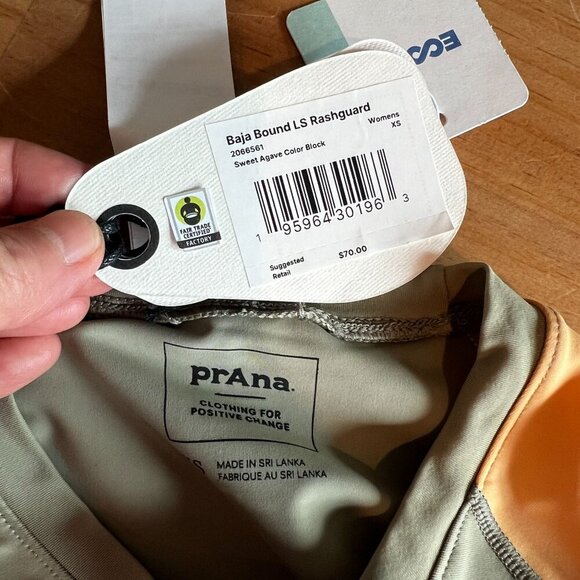 Baja Bound LS Rashguard
2066561
Womens
Sweet Agave Color Block
XS
1 95964 30196 3
Suggested
Retail
$70.00
FAIR TRADE
CERTIFIED
FACTORY
prAna.
CLOTHING FOR
POSITIVE CHANGE
MADE IN SRI LANKA
FABRIQUE AU SRI LANKA